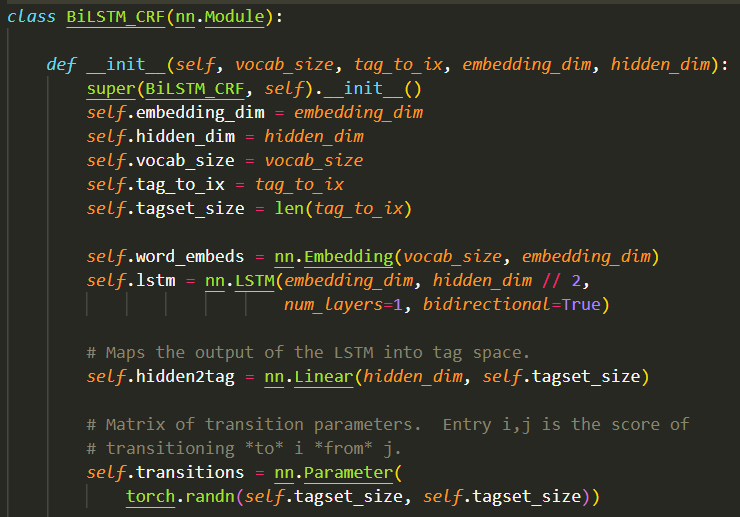 class BiLSTM_CRF(nn.Module):
def __init__(self, vocab_size, tag_to_ix, embedding_dim, hidden_dim):
super(BiLSTM_CRF, self).__init__()
self.embedding_dim = embedding_dim
self.hidden_dim = hidden_dim
self.vocab_size = vocab_size
self.tag_to_ix = tag_to_ix
self.tagset_size = len(tag_to_ix)
self.word_embeds = nn.Embedding(vocab_size, embedding_dim)
self.lstm = nn.LSTM(embedding_dim, hidden_dim // 2,
num_layers=1, bidirectional=True)
# Maps the output of the LSTM into tag space.
self.hidden2tag = nn.Linear(hidden_dim, self.tagset_size)
# Matrix of transition parameters.  Entry i,j is the score of
# transitioning *to* i *from* j.
self.transitions = nn.Parameter(
torch.randn(self.tagset_size, self.tagset_size))